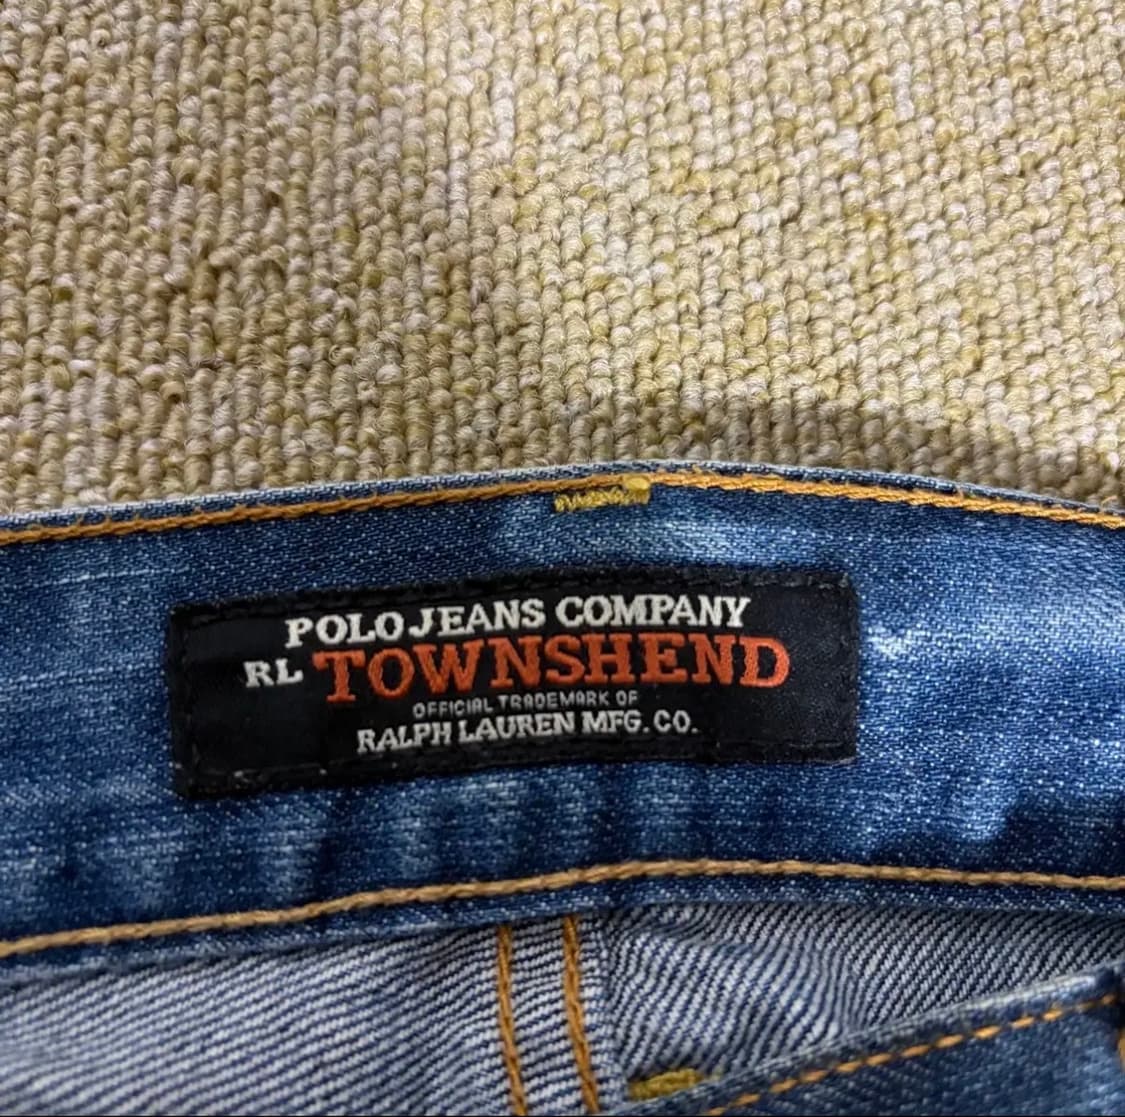 POLO JEANS COMPANY
RL TOWNSHEND
OFFICIAL TRADEMARK OF
RALPH LAUREN MFG. CO.